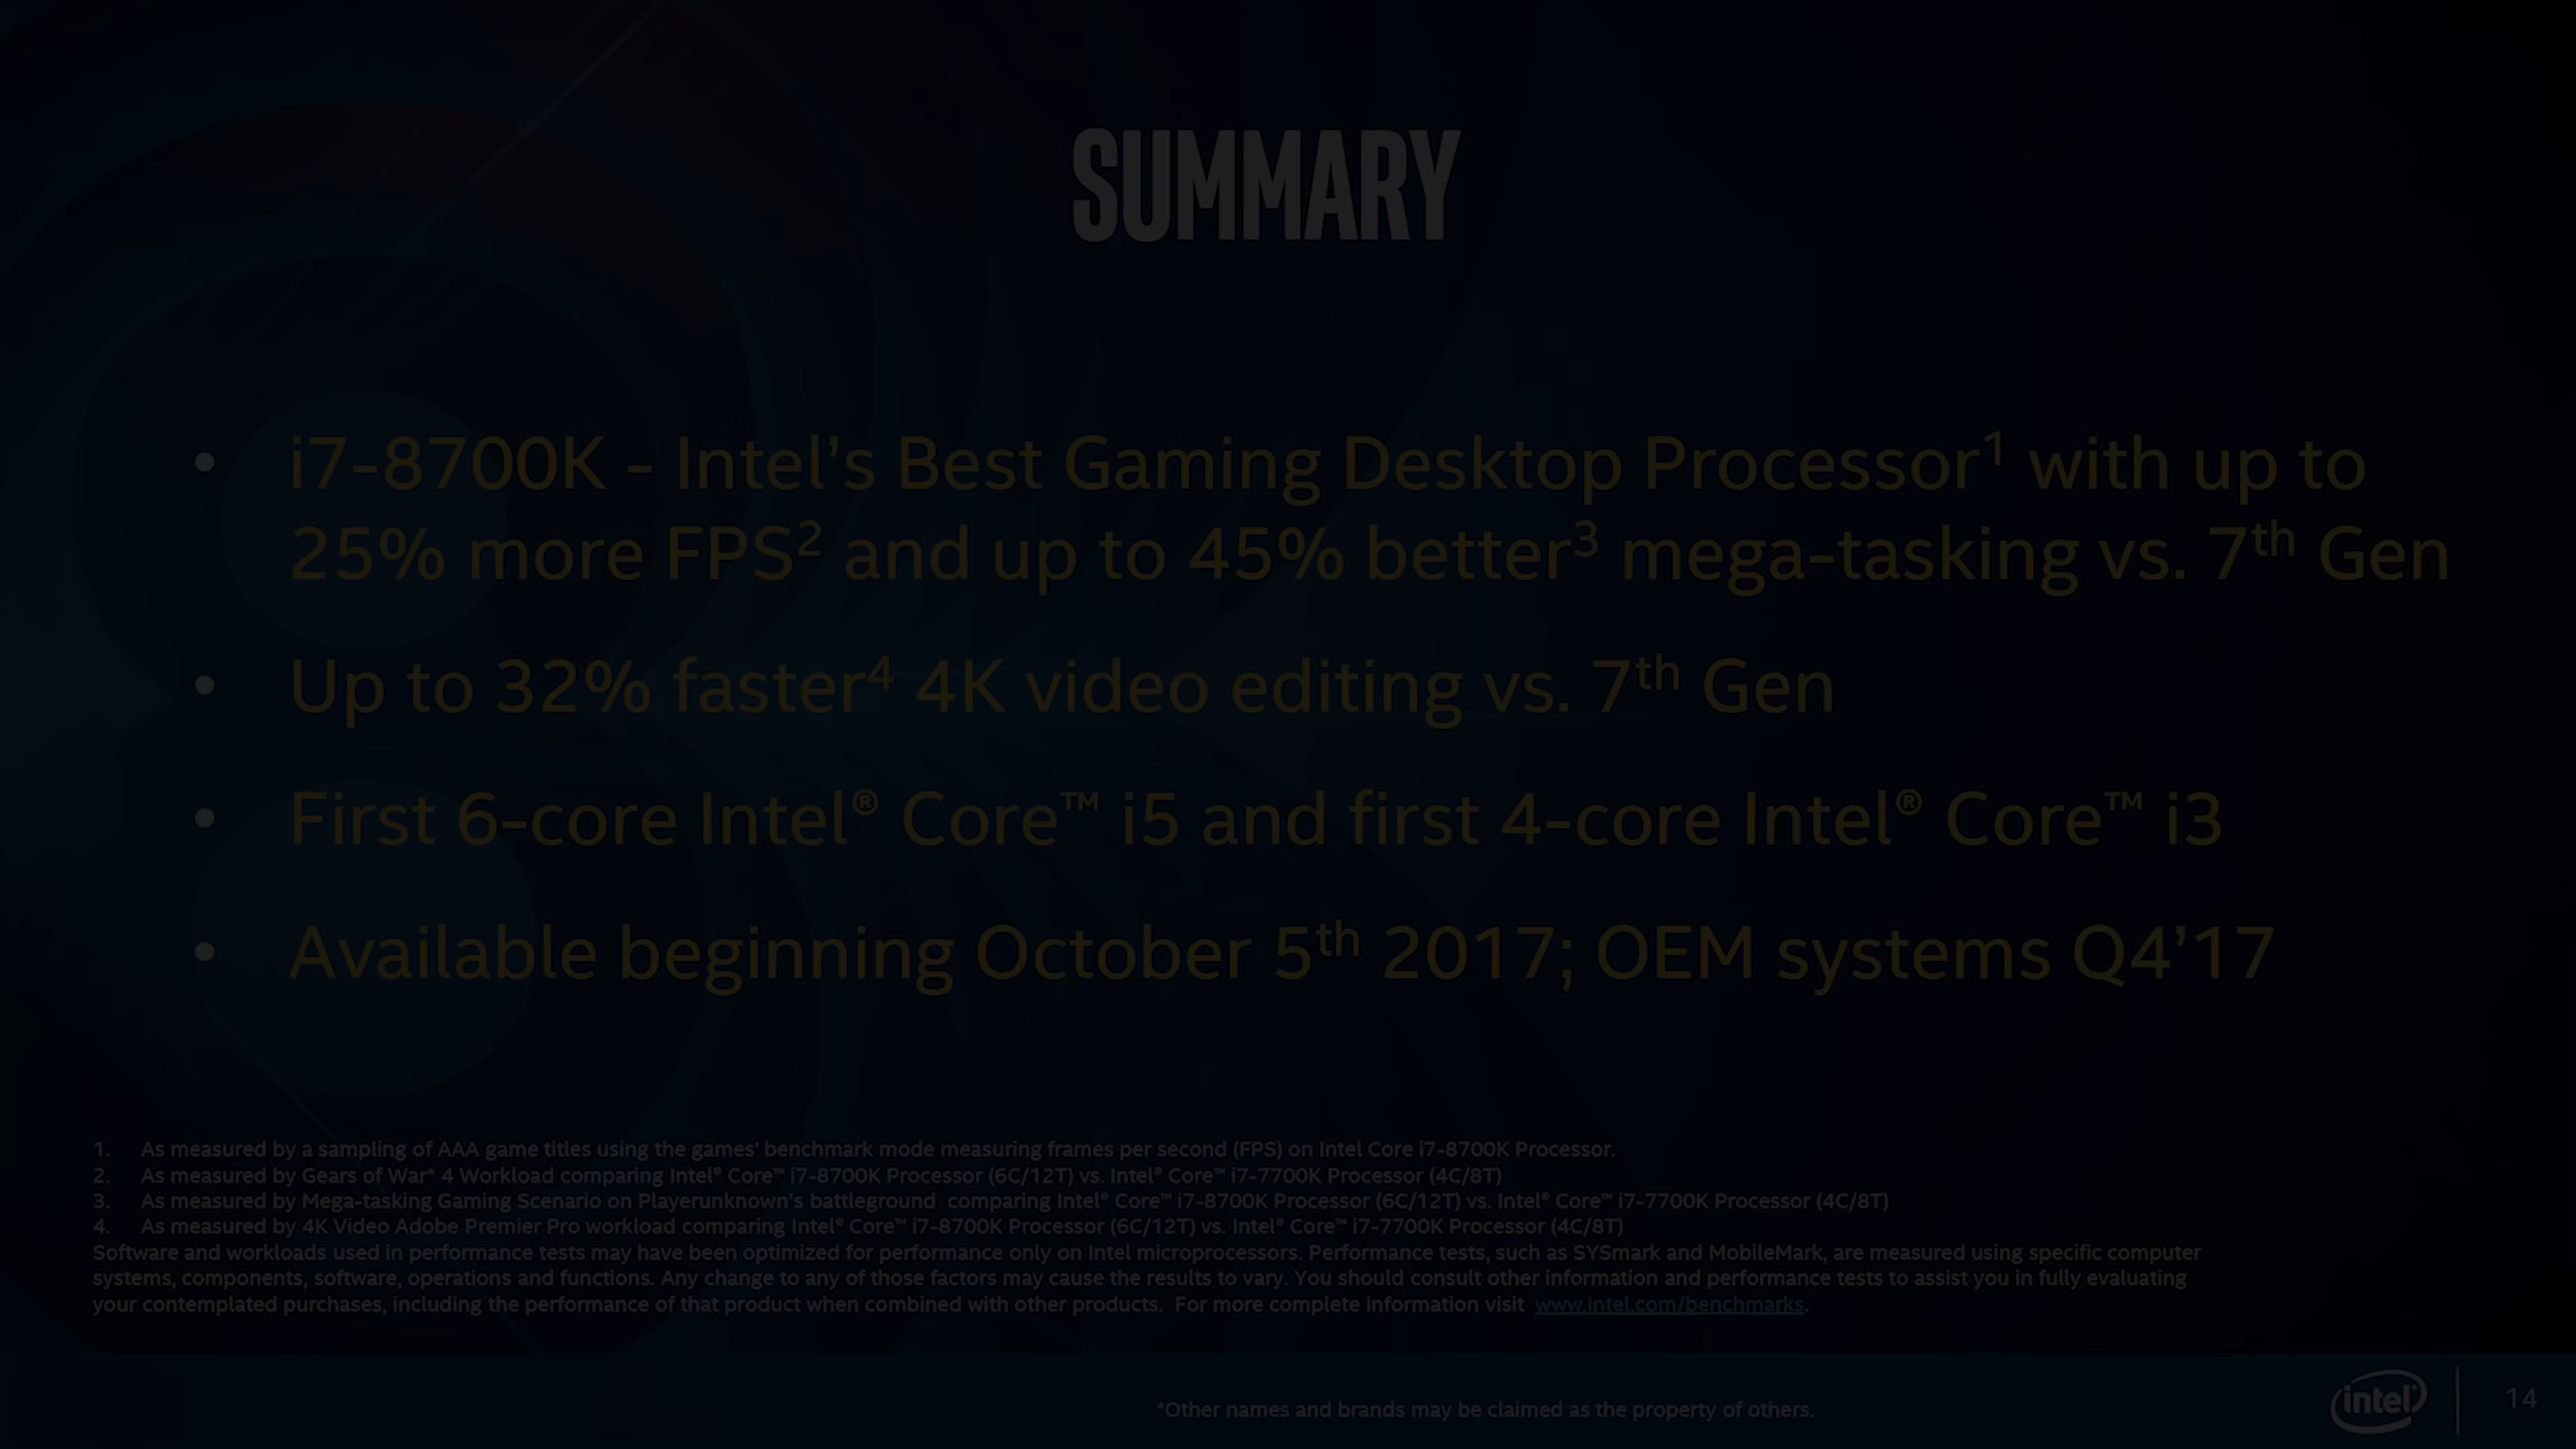 SUMMARY
• i7-8700K - Intel’s Best Gaming Desktop Processor¹ with up to
25% more FPS² and up to 45% better³ mega-tasking vs. 7th Gen
• Up to 32% faster⁴ 4K video editing vs. 7th Gen
• First 6-core Intel® Core™ i5 and first 4-core Intel® Core™ i3
• Available beginning October 5th 2017; OEM systems Q4’17
1. As measured by a sampling of AAA game titles using the games' benchmark mode measuring frames per second (FPS) on Intel Core i7-8700K Processor.
2. As measured by Gears of War* 4 Workload comparing Intel® Core™ i7-8700K Processor (6C/12T) vs. Intel® Core™ i7-7700K Processor (4C/8T)
3. As measured by Mega-tasking Gaming Scenario on Playerunknown's battleground comparing Intel® Core™ i7-8700K Processor (6C/12T) vs. Intel® Core™ i7-7700K Processor (4C/8T)
4. As measured by 4K Video Adobe Premier Pro workload comparing Intel® Core™ i7-8700K Processor (6C/12T) vs. Intel® Core™ i7-7700K Processor (4C/8T)
Software and workloads used in performance tests may have been optimized for performance only on Intel microprocessors. Performance tests, such as SYSmark and MobileMark, are measured using specific computer
systems, components, software, operations and functions. Any change to any of those factors may cause the results to vary. You should consult other information and performance tests to assist you in fully evaluating
your contemplated purchases, including the performance of that product when combined with other products. For more complete information visit www.intel.com/benchmarks.
*Other names and brands may be claimed as the property of others.
intel®
14